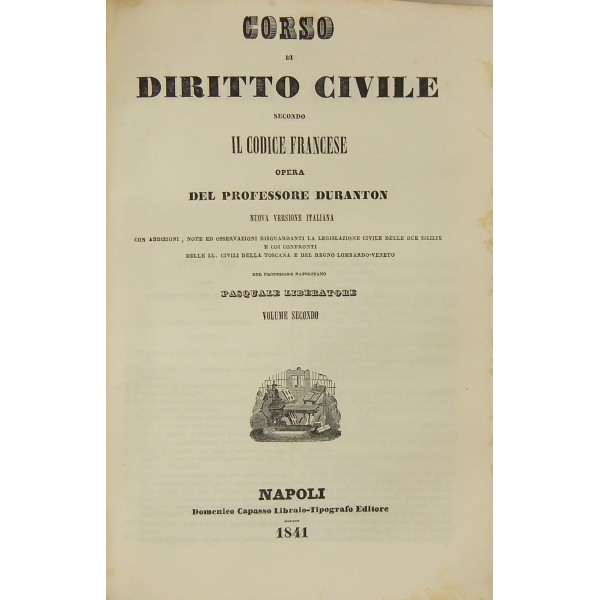 CORSO
DI
DIRITTO CIVILE
SECONDO
IL CODICE FRANCESE
OPERA
DEL PROFESSORE DURANTON
NUOVA VERSIONE ITALIANA
CON ADDIZIONI, NOTE ED OSSERVAZIONI RISGUARDANTI LA LEGISLAZIONE CIVILE DELLE DUE SICILIE
E COI CONFRONTI
DELLE LL. CIVILI DELLA TOSCANA E DEL REGNO LOMBARDO-VENETO
DEL PROFESSORE NAPOLITANO
PASQUALE LIBERATORE
VOLUME SECONDO
NAPOLI
Domenico Capasso Libraio-Tipografo Editore
1841